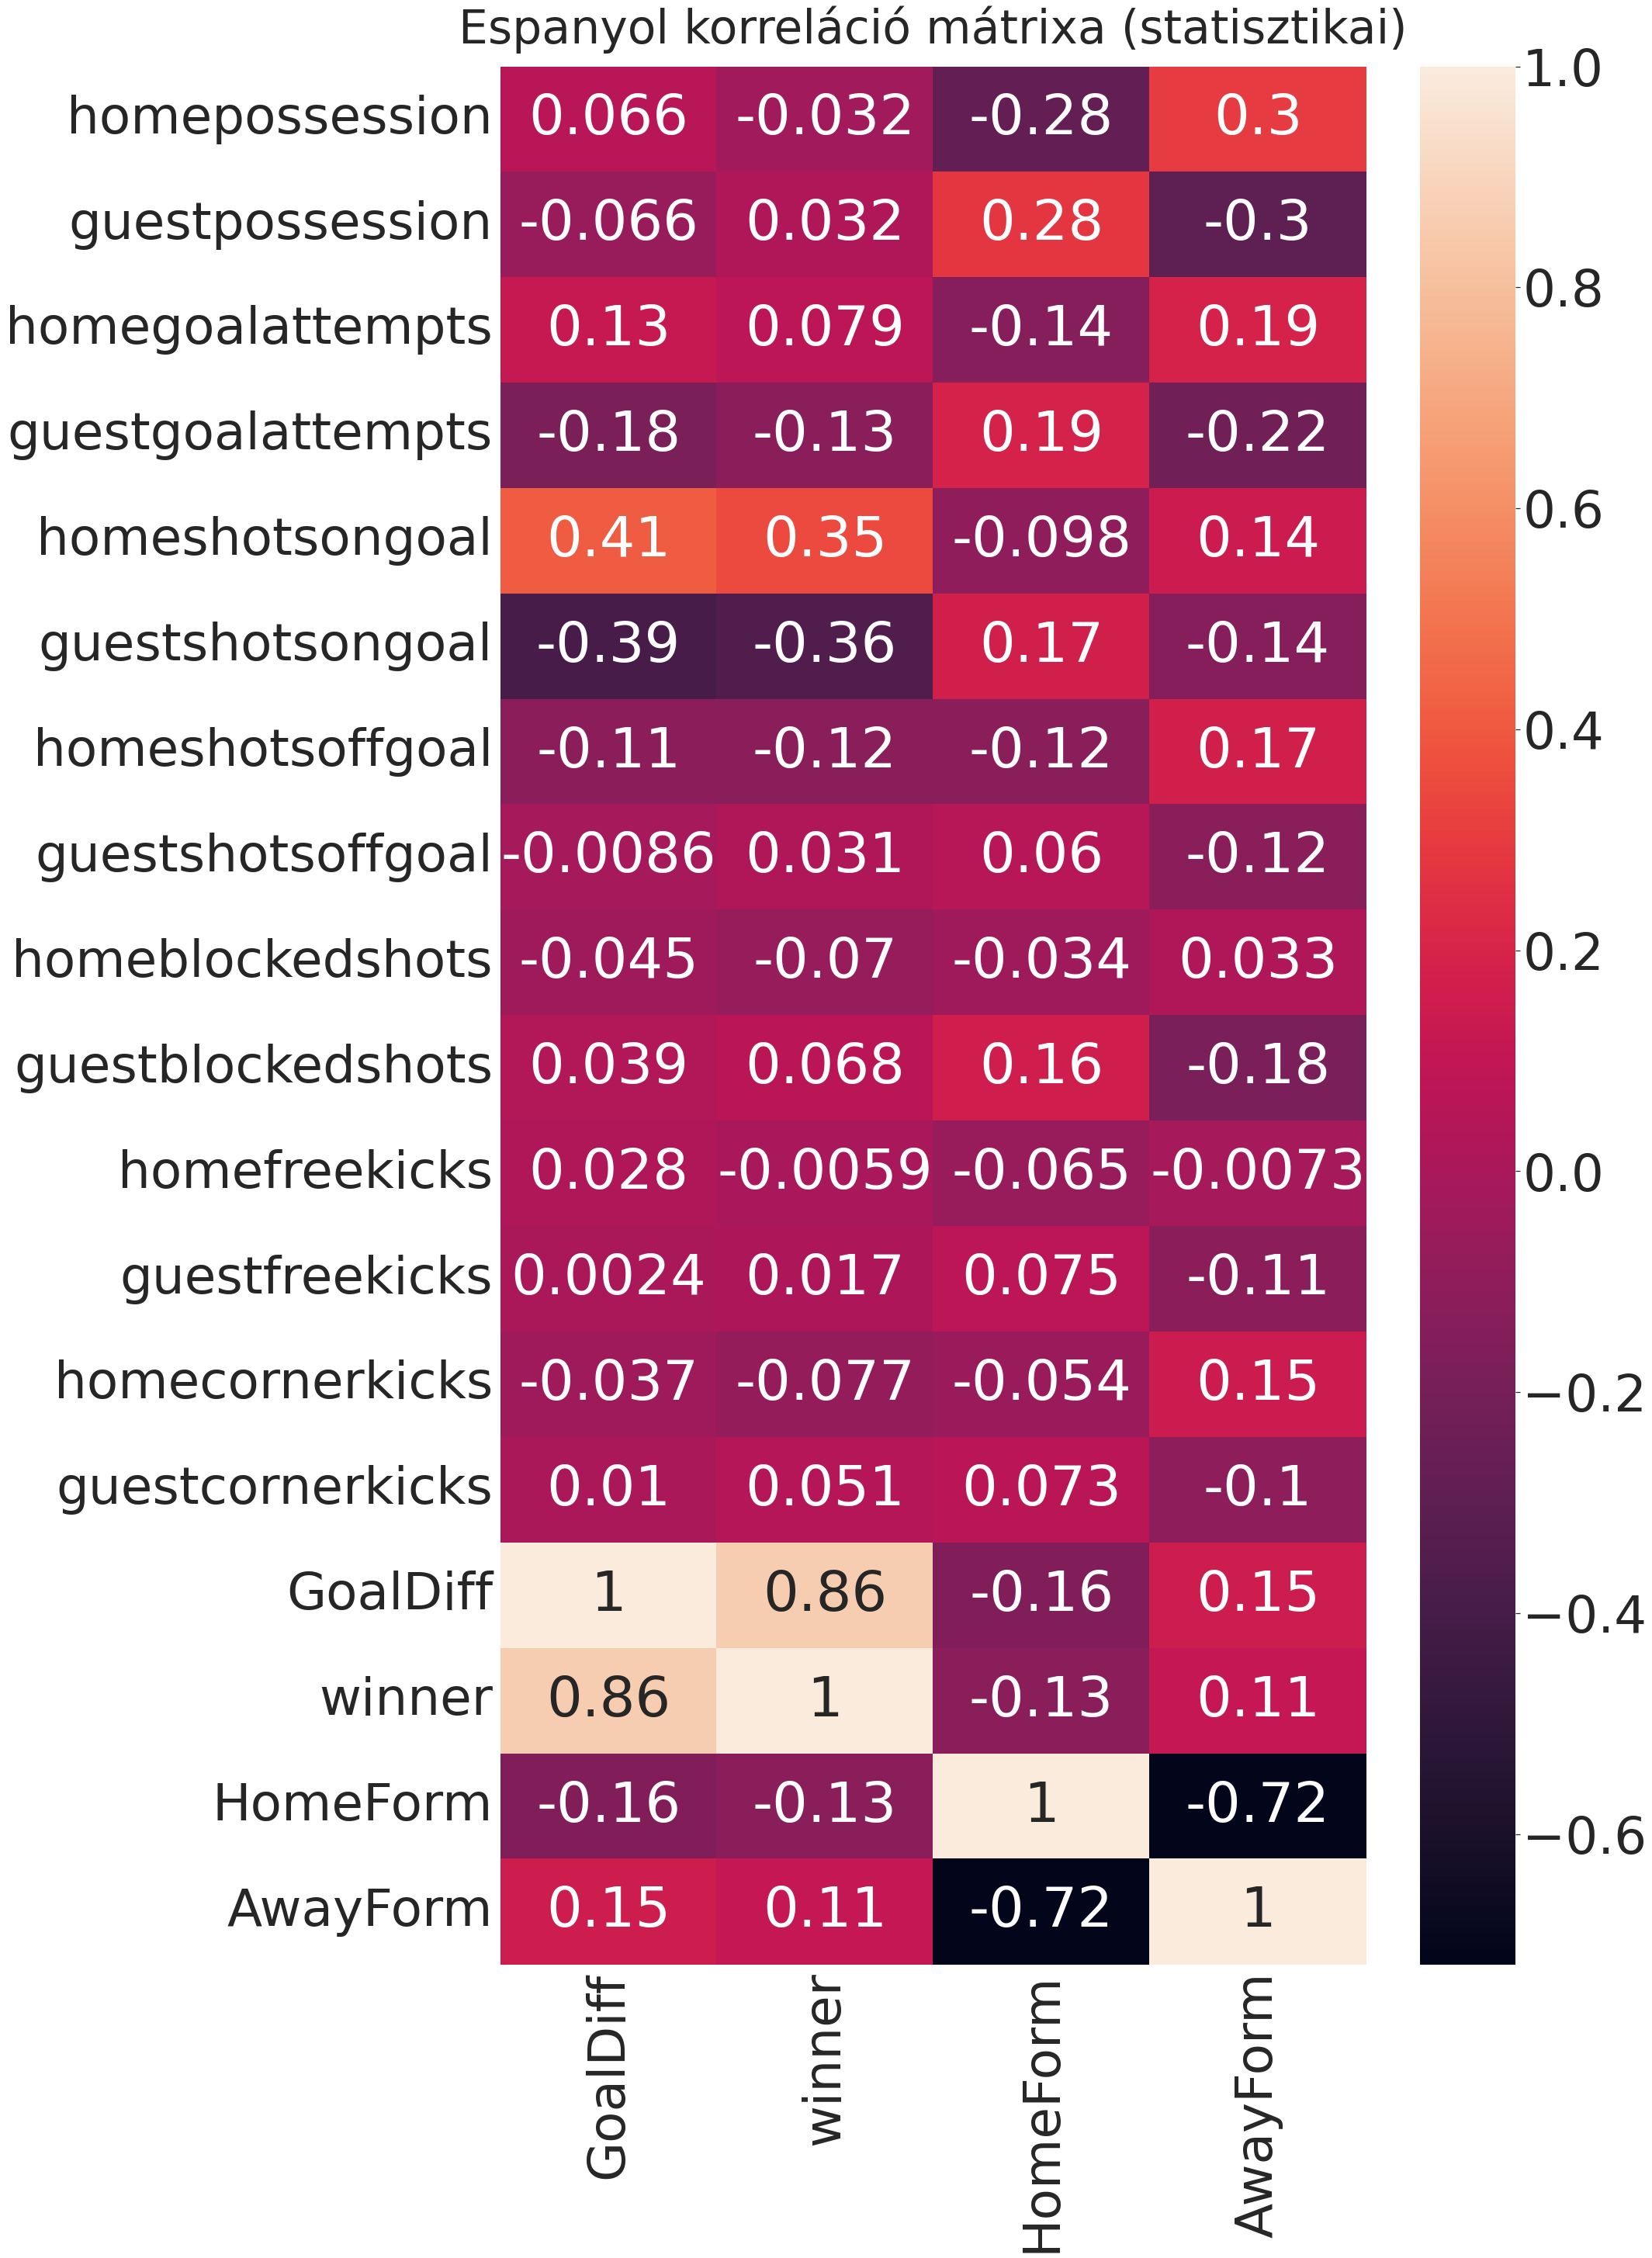 Espanyol korreláció mátrixa (statisztikai)
homepossession 0.066 -0.032 -0.28 0.3
guestpossession -0.066 0.032 0.28 -0.3
homegoalattempts 0.13 0.079 -0.14 0.19
guestgoalattempts -0.18 -0.13 0.19 -0.22
homeshotsongoal 0.41 0.35 -0.098 0.14
guestshotsongoal -0.39 -0.36 0.17 -0.14
homeshotsoffgoal -0.11 -0.12 -0.12 0.17
guestshotsoffgoal -0.0086 0.031 0.06 -0.12
homeblockedshots -0.045 -0.07 -0.034 0.033
guestblockedshots 0.039 0.068 0.16 -0.18
homefreekicks 0.028 -0.0059 -0.065 -0.0073
guestfreekicks 0.0024 0.017 0.075 -0.11
homecornerkicks -0.037 -0.077 -0.054 0.15
guestcornerkicks 0.01 0.051 0.073 -0.1
GoalDiff 1 0.86 -0.16 0.15
winner 0.86 1 -0.13 0.11
HomeForm -0.16 -0.13 1 -0.72
AwayForm 0.15 0.11 -0.72 1
GoalDiff
winner
HomeForm
AwayForm
1.0
0.8
0.6
0.4
0.2
0.0
−0.2
−0.4
−0.6